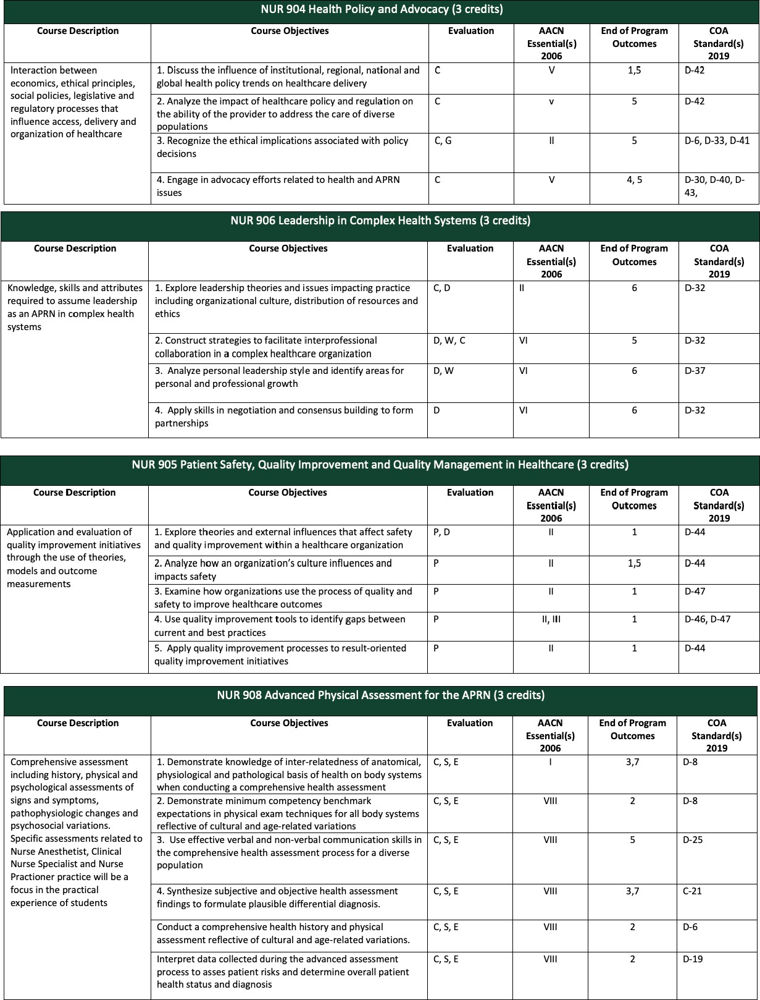 NUR 904 Health Policy and Advocacy (3 credits)
Course Description
Course Objectives
Evaluation
AACN
Essential(s)
2006
End of Program
Outcomes
COA
Standard(s)
2019
Interaction between
economics, ethical principles,
social policies, legislative and
regulatory processes that
influence access, delivery and
organization of healthcare
1. Discuss the influence of institutional, regional, national and
global health policy trends on healthcare delivery
C
V
1,5
D-42
2. Analyze the impact of healthcare policy and regulation on
the ability of the provider to address the care of diverse
populations
C
v
5
D-42
3. Recognize the ethical implications associated with policy
decisions
C, G
II
5
D-6, D-33, D-41
4. Engage in advocacy efforts related to health and APRN
issues
C
V
4, 5
D-30, D-40, D-
43,
NUR 906 Leadership in Complex Health Systems (3 credits)
Course Description
Course Objectives
Evaluation
AACN
Essential(s)
2006
End of Program
Outcomes
COA
Standard(s)
2019
Knowledge, skills and attributes
required to assume leadership
as an APRN in complex health
systems
1. Explore leadership theories and issues impacting practice
including organizational culture, distribution of resources and
ethics
C, D
II
6
D-32
2. Construct strategies to facilitate interprofessional
collaboration in a complex healthcare organization
D, W, C
VI
5
D-32
3. Analyze personal leadership style and identify areas for
personal and professional growth
D, W
VI
6
D-37
4. Apply skills in negotiation and consensus building to form
partnerships
D
VI
6
D-32
NUR 905 Patient Safety, Quality Improvement and Quality Management in Healthcare (3 credits)
Course Description
Course Objectives
Evaluation
AACN
Essential(s)
2006
End of Program
Outcomes
COA
Standard(s)
2019
Application and evaluation of
quality improvement initiatives
through the use of theories,
models and outcome
measurements
1. Explore theories and external influences that affect safety
and quality improvement within a healthcare organization
P, D
II
1
D-44
2. Analyze how an organization's culture influences and
impacts safety
P
II
1,5
D-44
3. Examine how organizations use the process of quality and
safety to improve healthcare outcomes
P
II
1
D-47
4. Use quality improvement tools to identify gaps between
current and best practices
P
II, III
1
D-46, D-47
5. Apply quality improvement processes to result-oriented
quality improvement initiatives
P
II
1
D-44
NUR 908 Advanced Physical Assessment for the APRN (3 credits)
Course Description
Course Objectives
Evaluation
AACN
Essential(s)
2006
End of Program
Outcomes
COA
Standard(s)
2019
Comprehensive assessment
including history, physical and
psychological assessments of
signs and symptoms,
pathophysiologic changes and
psychosocial variations.
Specific assessments related to
Nurse Anesthetist, Clinical
Nurse Specialist and Nurse
Practioner practice will be a
focus in the practical
experience of students
1. Demonstrate knowledge of inter-relatedness of anatomical,
physiological and pathological basis of health on body systems
when conducting a comprehensive health assessment
C, S, E
I
3,7
D-8
2. Demonstrate minimum competency benchmark
expectations in physical exam techniques for all body systems
reflective of cultural and age-related variations
C, S, E
VIII
2
D-8
3. Use effective verbal and non-verbal communication skills in
the comprehensive health assessment process for a diverse
population
C, S, E
VIII
5
D-25
4. Synthesize subjective and objective health assessment
findings to formulate plausible differential diagnosis.
C, S, E
VIII
3,7
C-21
Conduct a comprehensive health history and physical
assessment reflective of cultural and age-related variations.
C, S, E
VIII
2
D-6
Interpret data collected during the advanced assessment
process to asses patient risks and determine overall patient
health status and diagnosis
C, S, E
VIII
2
D-19